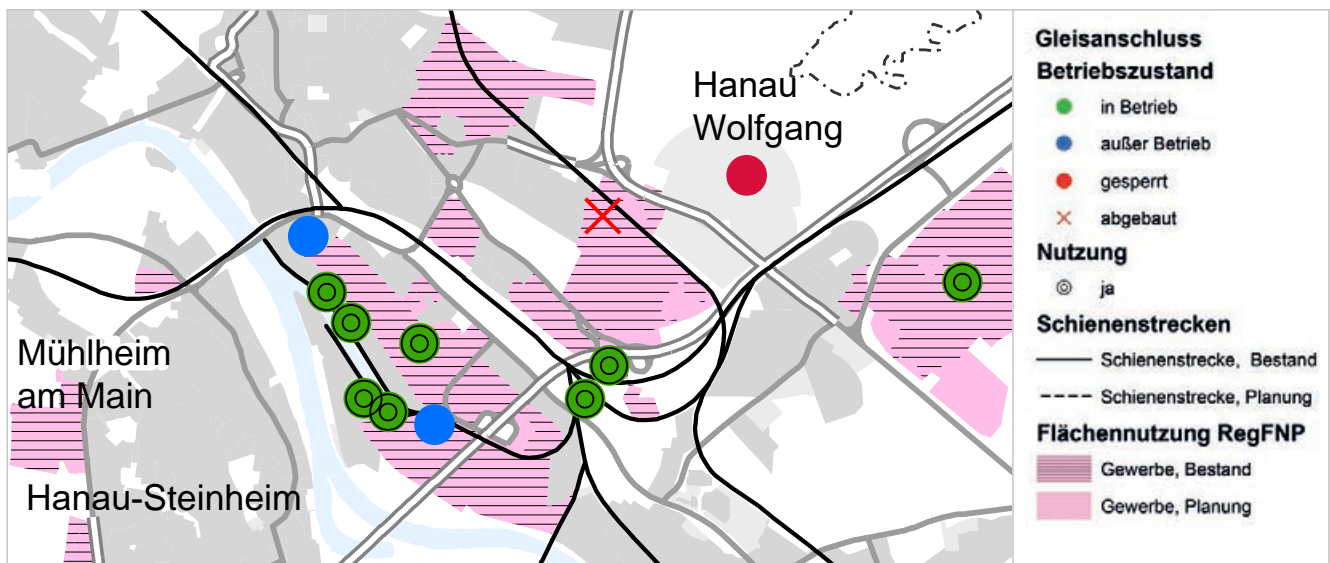 Hanau
Wolfgang
Mühlheim
am Main
Hanau-Steinheim
Gleisanschluss
Betriebszustand
in Betrieb
außer Betrieb
gesperrt
abgebaut
Nutzung
ja
Schienenstrecken
Schienenstrecke, Bestand
Schienenstrecke, Planung
Flächennutzung RegFNP
Gewerbe, Bestand
Gewerbe, Planung